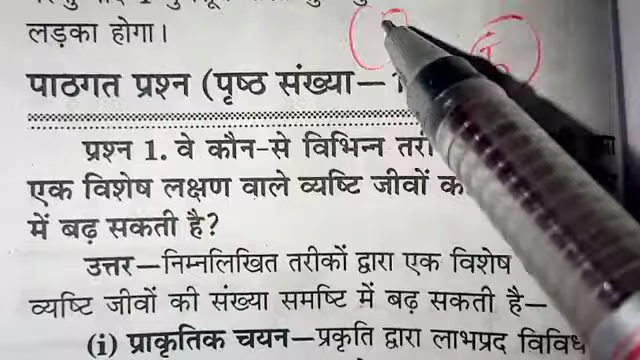 लड़का होगा।
पाठगत प्रश्न (पृष्ठ संख्या–
प्रश्न 1. वे कौन-से विभिन्न
एक विशेष लक्षण वाले व्यष्टि जीवों
में बढ़ सकती है?
उत्तर–निम्नलिखित तरीकों द्वारा एक विशेष
व्यष्टि जीवों की संख्या समष्टि में बढ़ सकती है–
(i) प्राकृतिक चयन–प्रकृति द्वारा लाभप्रद